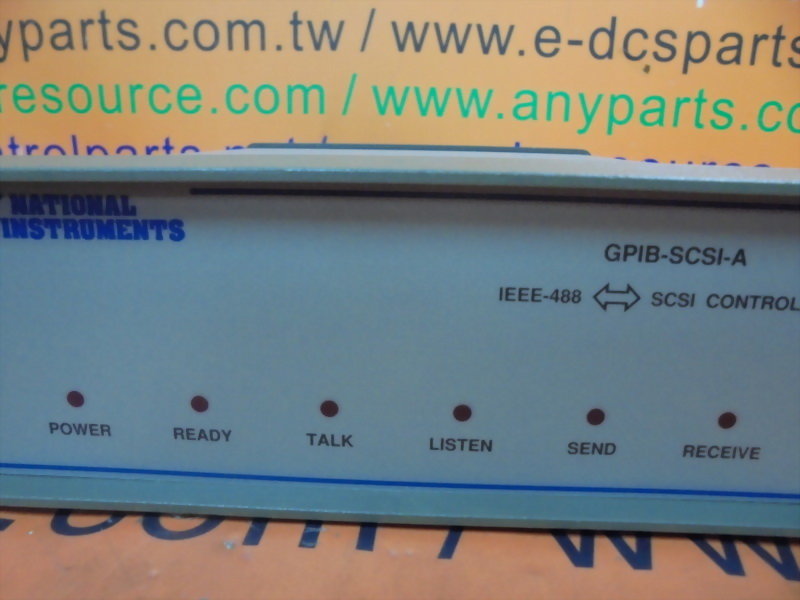 yparts.com.tw / www.e-dcsparts
resource.com / www.anyparts.co
NATIONAL
INSTRUMENTS
GPIB-SCSI-A
IEEE-488 SCSI CONTROL
POWER READY TALK LISTEN SEND RECEIVE